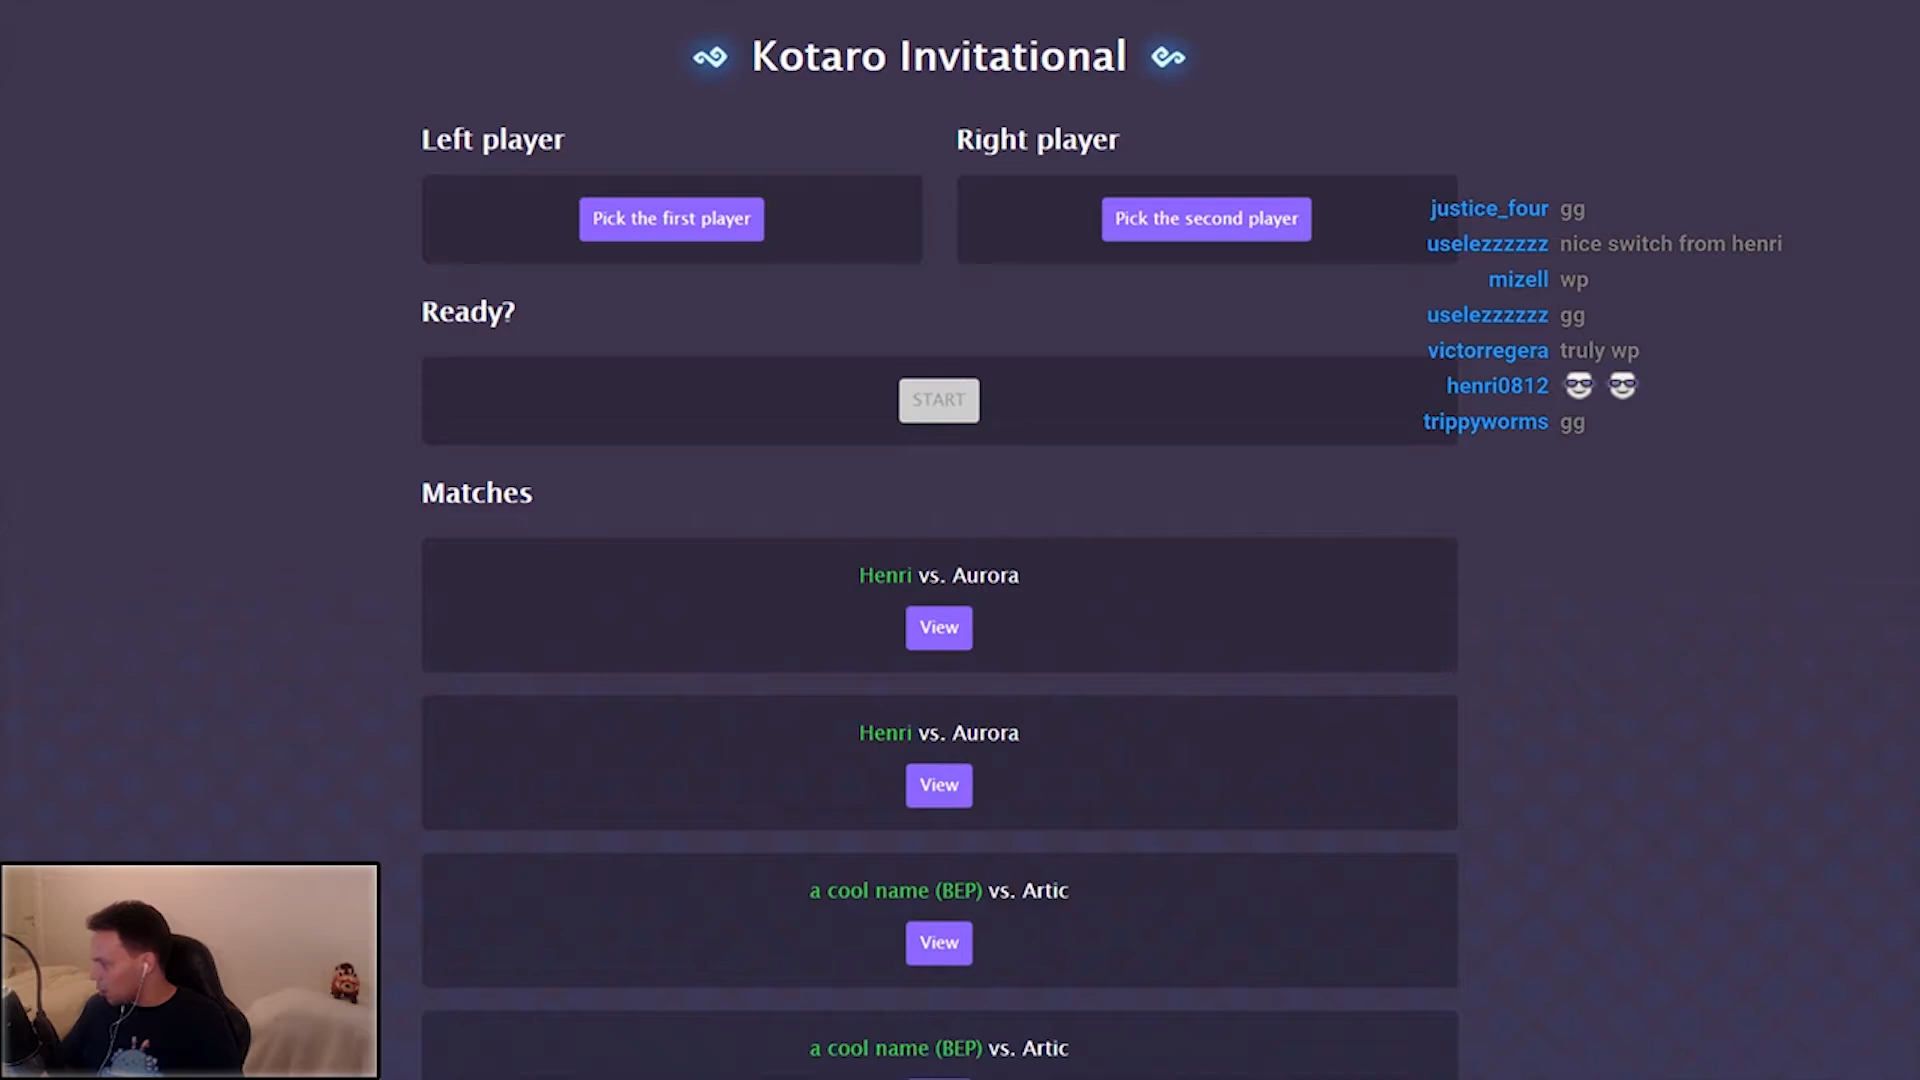 Kotaro Invitational
Left player
Right player
Pick the first player
Pick the second player
justice_four gg
uselezzzzzz nice switch from henri
mizell wp
uselezzzzzz gg
victorregera truly wp
henri0812
trippyworms gg
Ready?
START
Matches
Henri vs. Aurora
View
Henri vs. Aurora
View
a cool name (BEP) vs. Artic
View
a cool name (BEP) vs. Artic